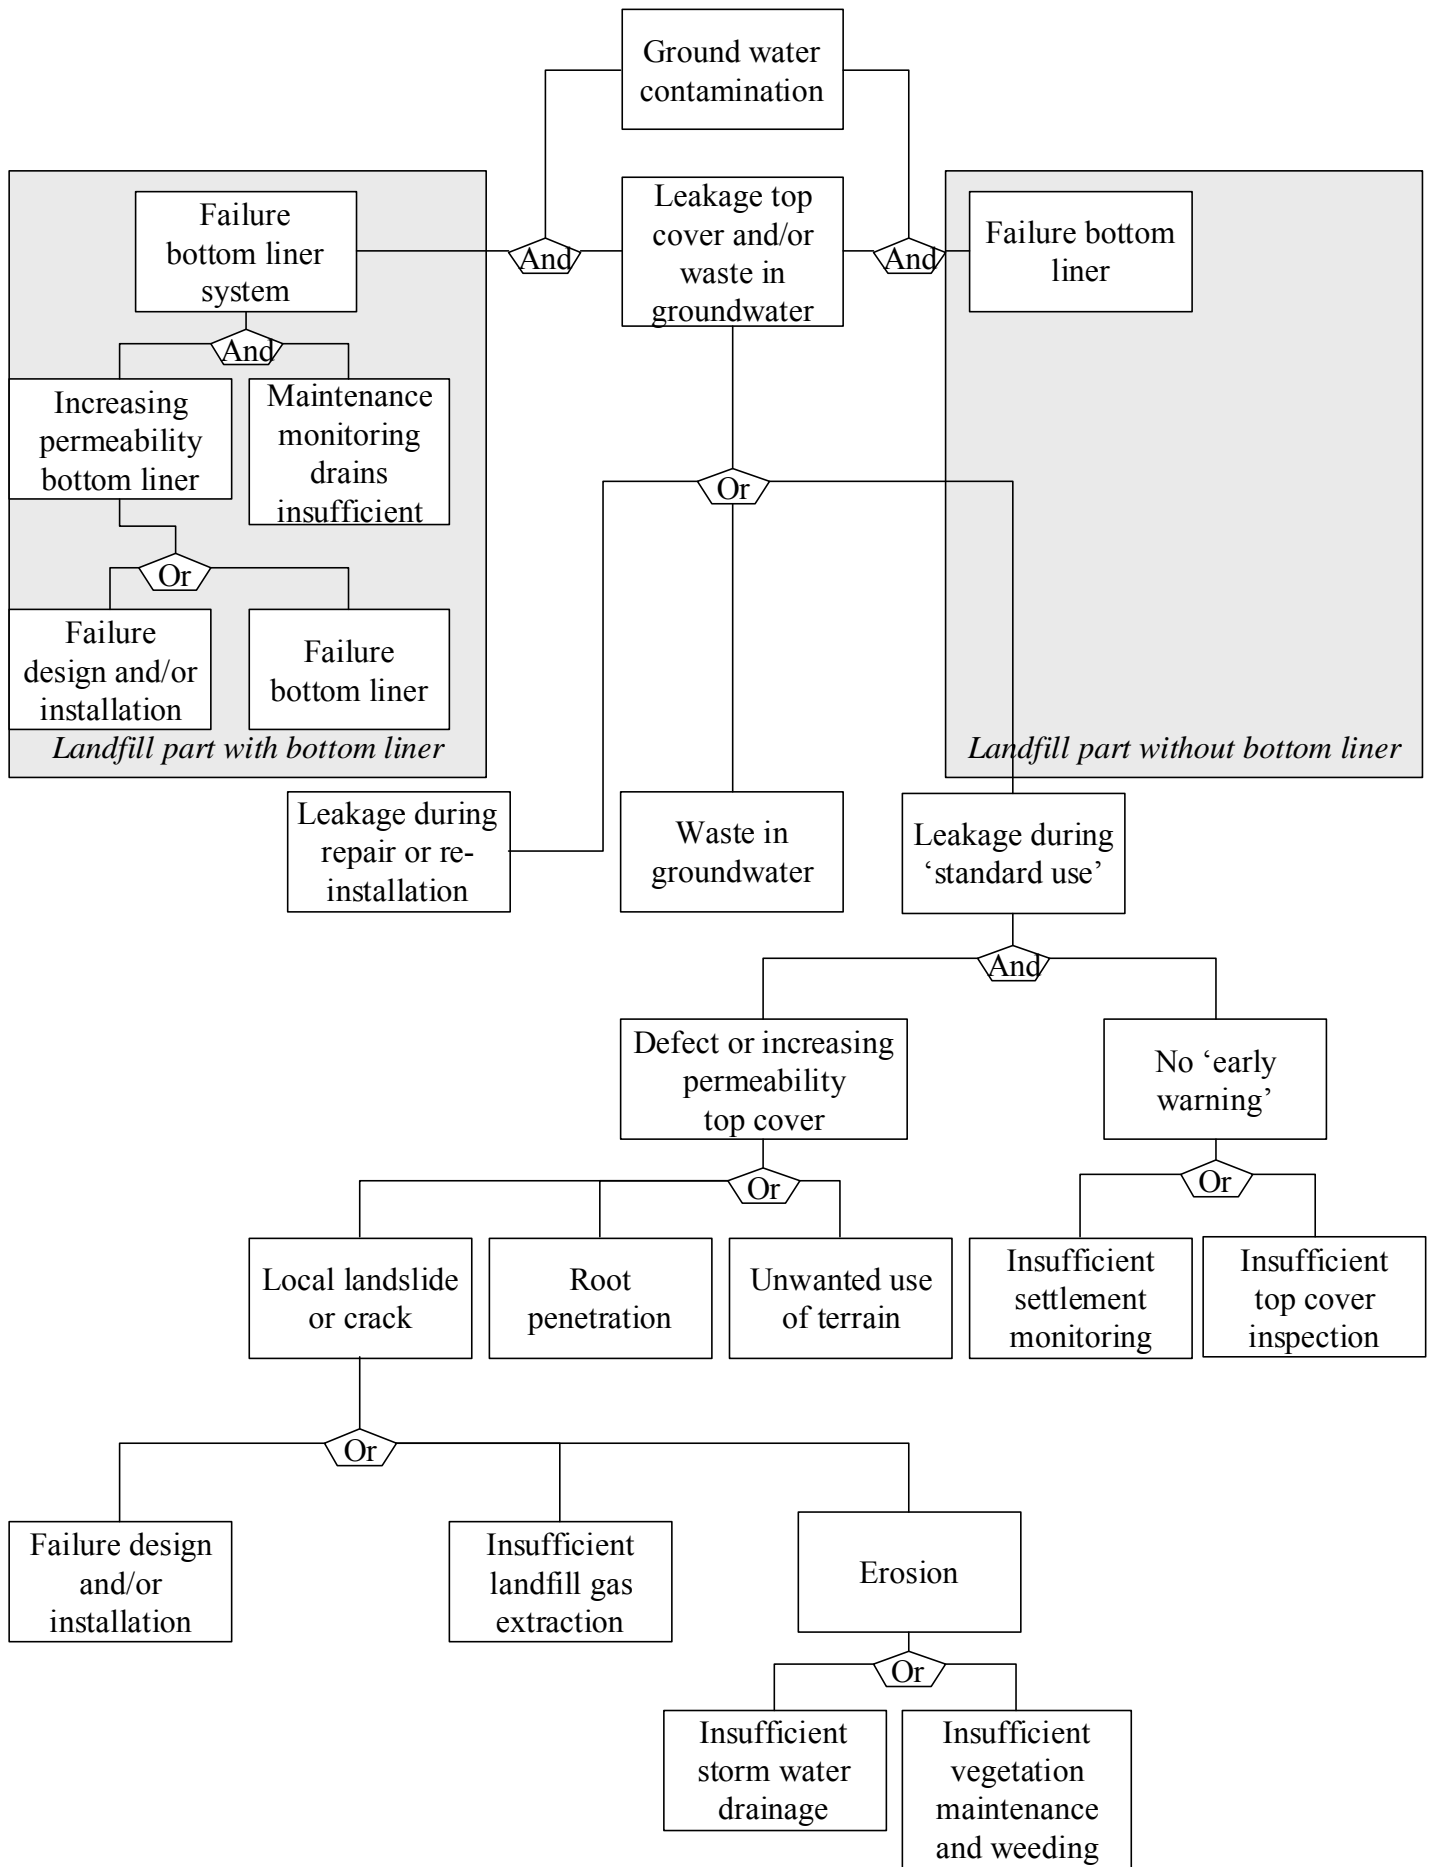 Ground water
contamination
Failure
bottom liner
system
And
Leakage top
cover and/or
waste in
groundwater
And
Failure bottom
liner
And
Increasing
permeability
bottom liner
Maintenance
monitoring
drains
insufficient
Or
Or
Failure
design and/or
installation
Failure
bottom liner
Landfill part with bottom liner
Landfill part without bottom liner
Leakage during
repair or re-
installation
Waste in
groundwater
Leakage during
‘standard use’
And
Defect or increasing
permeability
top cover
No ‘early
warning’
Or
Or
Local landslide
or crack
Root
penetration
Unwanted use
of terrain
Insufficient
settlement
monitoring
Insufficient
top cover
inspection
Or
Failure design
and/or
installation
Insufficient
landfill gas
extraction
Erosion
Or
Insufficient
storm water
drainage
Insufficient
vegetation
maintenance
and weeding